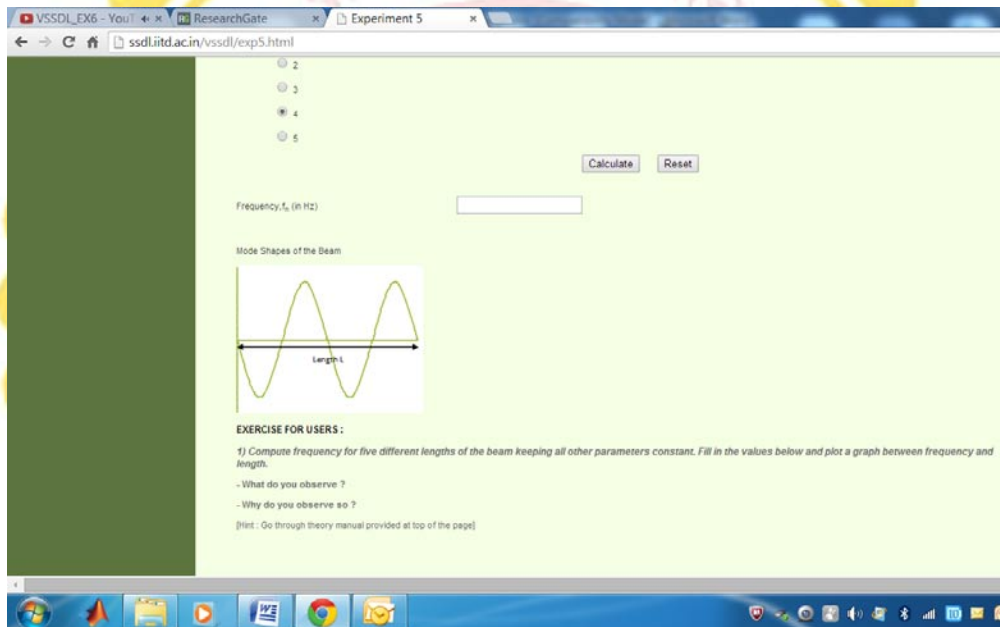 VSSDL_EX6 - YouT
ResearchGate
Experiment 5
ssdl.iitd.ac.in/vssdl/exp5.html
2
3
4
5
Calculate Reset
Frequency,fn (in Hz)
Mode Shapes of the Beam
Length L
EXERCISE FOR USERS :
1) Compute frequency for five different lengths of the beam keeping all other parameters constant. Fill in the values below and plot a graph between frequency and
length.
- What do you observe ?
- Why do you observe so ?
[Hint : Go through theory manual provided at top of the page]